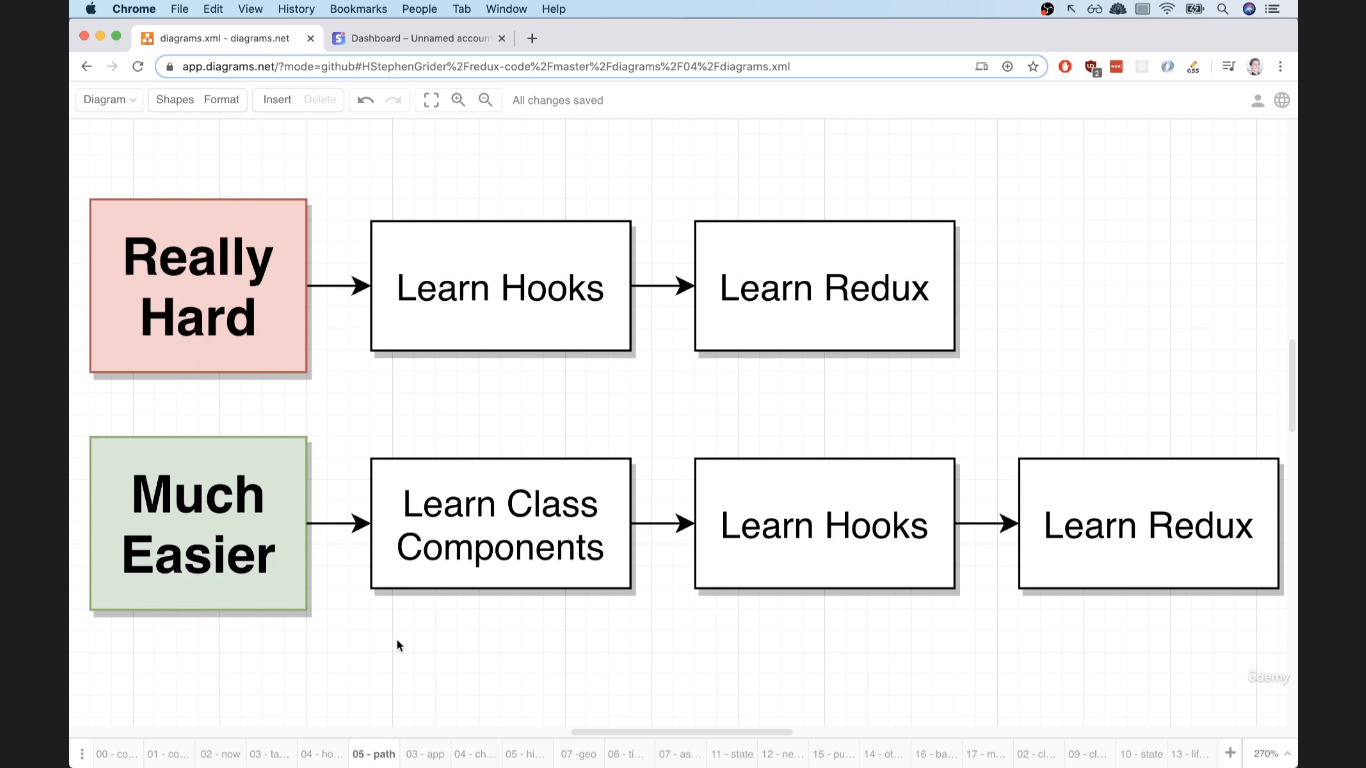 Chrome File Edit View History Bookmarks People Tab Window Help
diagrams.xml - diagrams.net
Dashboard – Unnamed accoun
app.diagrams.net/?mode=github#HStephenGrider%2Fredux-code%2Fmaster%2Fdiagrams%2F04%2Fdiagrams.xml
2
css
Diagram Shapes Format Insert Delete All changes saved
Really
Hard
Learn Hooks
Learn Redux
Much
Easier
Learn Class
Components
Learn Hooks
Learn Redux
ûdemy
00 - co... 01 - co... 02 - now 03 - ta... 04 - ho... 05 - path 03 - app 04 - ch... 05 - hi... 07 -geo 06 - ti... 07 - as... 11 - state 12 - ne... 15 - pu... 14 - ot... 16 - ba... 17 - m... 02 - cl... 09 - cl... 10 - state 13 - lif... 270%